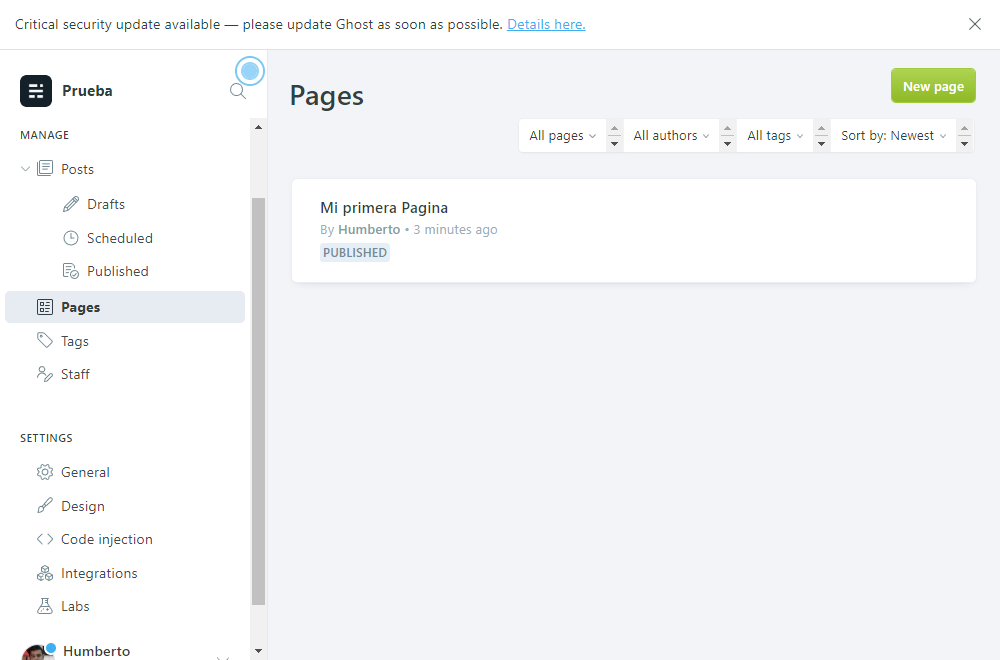 Critical security update available — please update Ghost as soon as possible. Details here.
Prueba
MANAGE
Posts
Drafts
Scheduled
Published
Pages
Tags
Staff
SETTINGS
General
Design
Code injection
Integrations
Labs
Humberto
Pages
New page
All pages
All authors
All tags
Sort by: Newest
Mi primera Pagina
By Humberto • 3 minutes ago
PUBLISHED